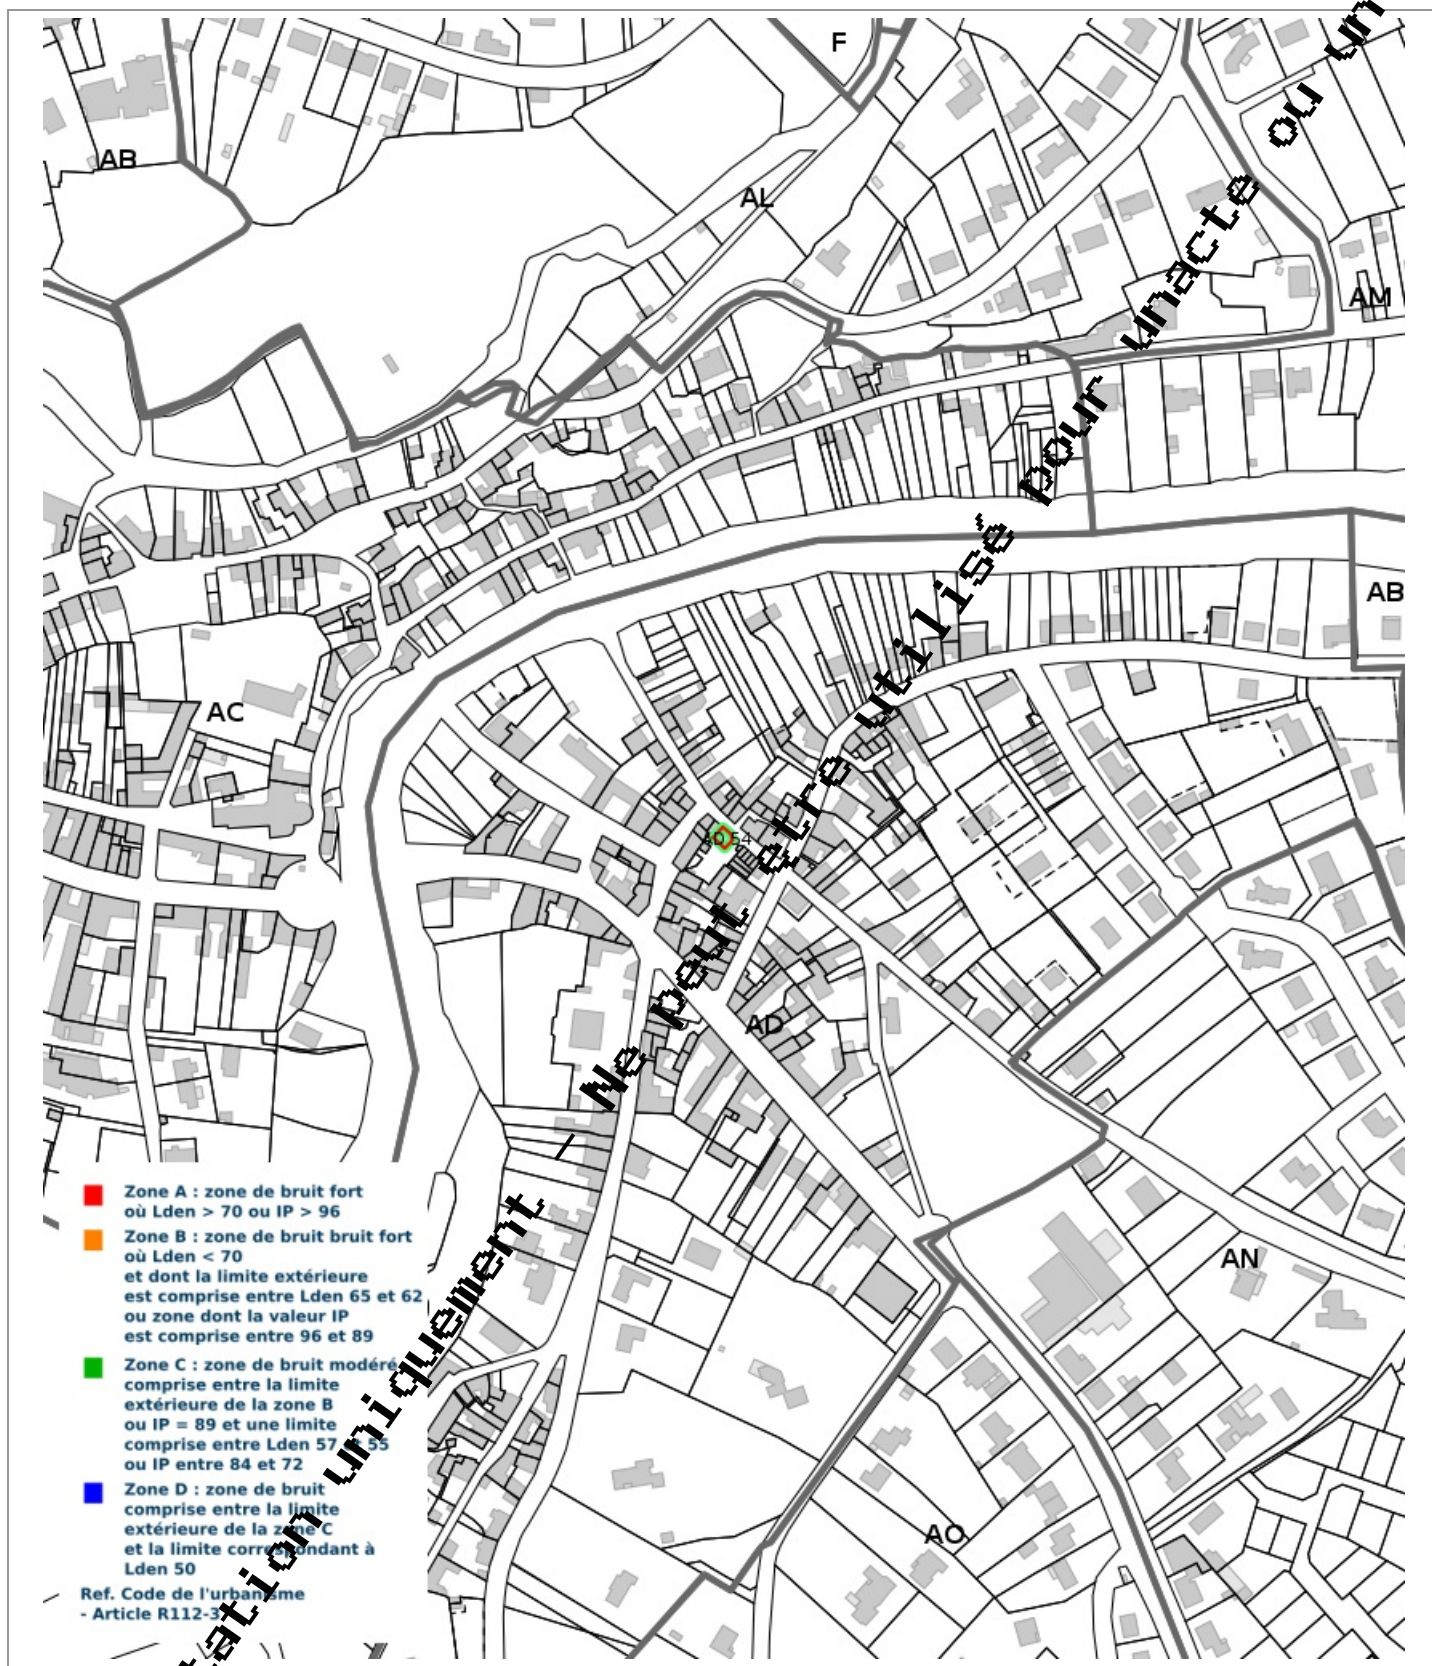 F
AB
AL
AM
AB
AC
AD 54
AD
AN
AO
Zone A : zone de bruit fort
où Lden > 70 ou IP > 96
Zone B : zone de bruit bruit fort
où Lden < 70
et dont la limite extérieure
est comprise entre Lden 65 et 62
ou zone dont la valeur IP
est comprise entre 96 et 89
Zone C : zone de bruit modéré
comprise entre la limite
extérieure de la zone B
ou IP = 89 et une limite
comprise entre Lden 57 et 55
ou IP entre 84 et 72
Zone D : zone de bruit
comprise entre la limite
extérieure de la zone C
et la limite correspondant à
Lden 50
Ref. Code de l'urbanisme
- Article R112-3
tation uniquement / Ne peut être utilisé pour un acte ou un